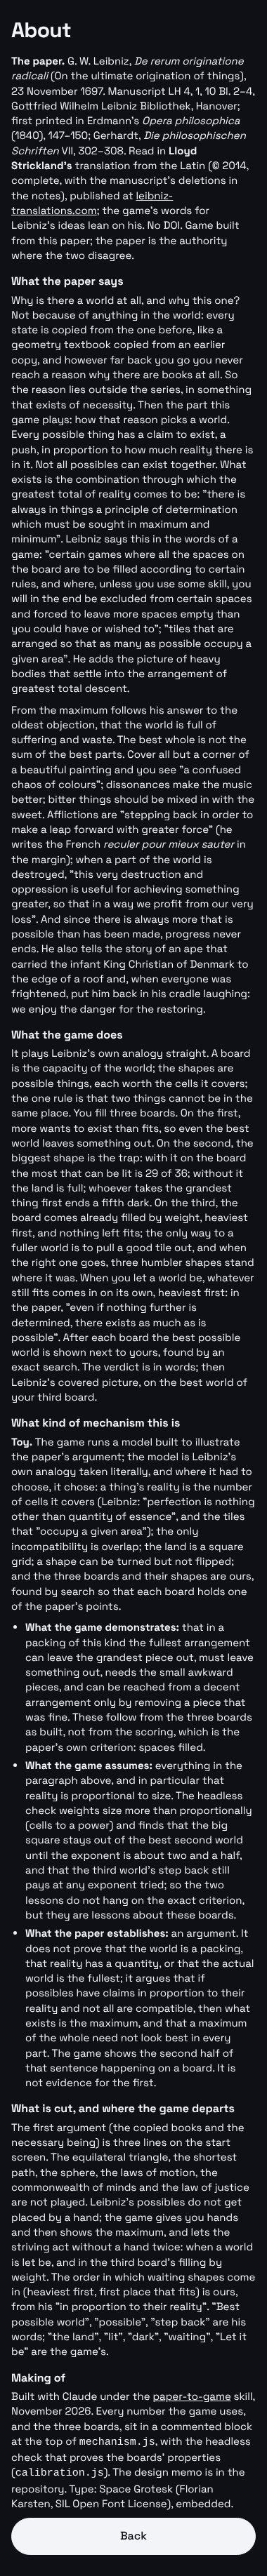 About
The paper. G. W. Leibniz, De rerum originatione
radicali (On the ultimate origination of things),
23 November 1697. Manuscript LH 4, 1, 10 Bl. 2–4,
Gottfried Wilhelm Leibniz Bibliothek, Hanover;
first printed in Erdmann's Opera philosophica
(1840), 147–150; Gerhardt, Die philosophischen
Schriften VII, 302–308. Read in Lloyd
Strickland's translation from the Latin (© 2014,
complete, with the manuscript's deletions in
the notes), published at leibniz-
translations.com; the game's words for
Leibniz's ideas lean on his. No DOI. Game built
from this paper; the paper is the authority
where the two disagree.
What the paper says
Why is there a world at all, and why this one?
Not because of anything in the world: every
state is copied from the one before, like a
geometry textbook copied from an earlier
copy, and however far back you go you never
reach a reason why there are books at all. So
the reason lies outside the series, in something
that exists of necessity. Then the part this
game plays: how that reason picks a world.
Every possible thing has a claim to exist, a
push, in proportion to how much reality there is
in it. Not all possibles can exist together. What
exists is the combination through which the
greatest total of reality comes to be: "there is
always in things a principle of determination
which must be sought in maximum and
minimum". Leibniz says this in the words of a
game: "certain games where all the spaces on
the board are to be filled according to certain
rules, and where, unless you use some skill, you
will in the end be excluded from certain spaces
and forced to leave more spaces empty than
you could have or wished to"; "tiles that are
arranged so that as many as possible occupy a
given area". He adds the picture of heavy
bodies that settle into the arrangement of
greatest total descent.
From the maximum follows his answer to the
oldest objection, that the world is full of
suffering and waste. The best whole is not the
sum of the best parts. Cover all but a corner of
a beautiful painting and you see "a confused
chaos of colours"; dissonances make the music
better; bitter things should be mixed in with the
sweet. Afflictions are "stepping back in order to
make a leap forward with greater force" (he
writes the French reculer pour mieux sauter in
the margin); when a part of the world is
destroyed, "this very destruction and
oppression is useful for achieving something
greater, so that in a way we profit from our very
loss". And since there is always more that is
possible than has been made, progress never
ends. He also tells the story of an ape that
carried the infant King Christian of Denmark to
the edge of a roof and, when everyone was
frightened, put him back in his cradle laughing:
we enjoy the danger for the restoring.
What the game does
It plays Leibniz's own analogy straight. A board
is the capacity of the world; the shapes are
possible things, each worth the cells it covers;
the one rule is that two things cannot be in the
same place. You fill three boards. On the first,
more wants to exist than fits, so even the best
world leaves something out. On the second, the
biggest shape is the trap: with it on the board
the most that can be lit is 29 of 36; without it
the land is full; whoever takes the grandest
thing first ends a fifth dark. On the third, the
board comes already filled by weight, heaviest
first, and nothing left fits; the only way to a
fuller world is to pull a good tile out, and when
the right one goes, three humbler shapes stand
where it was. When you let a world be, whatever
still fits comes in on its own, heaviest first: in
the paper, "even if nothing further is
determined, there exists as much as is
possible". After each board the best possible
world is shown next to yours, found by an
exact search. The verdict is in words; then
Leibniz's covered picture, on the best world of
your third board.
What kind of mechanism this is
Toy. The game runs a model built to illustrate
the paper's argument; the model is Leibniz's
own analogy taken literally, and where it had to
choose, it chose: a thing's reality is the number
of cells it covers (Leibniz: "perfection is nothing
other than quantity of essence", and the tiles
that "occupy a given area"); the only
incompatibility is overlap; the land is a square
grid; a shape can be turned but not flipped;
and the three boards and their shapes are ours,
found by search so that each board holds one
of the paper's points.
• What the game demonstrates: that in a
packing of this kind the fullest arrangement
can leave the grandest piece out, must leave
something out, needs the small awkward
pieces, and can be reached from a decent
arrangement only by removing a piece that
was fine. These follow from the three boards
as built, not from the scoring, which is the
paper's own criterion: spaces filled.
• What the game assumes: everything in the
paragraph above, and in particular that
reality is proportional to size. The headless
check weights size more than proportionally
(cells to a power) and finds that the big
square stays out of the best second world
until the exponent is about two and a half,
and that the third world's step back still
pays at any exponent tried; so the two
lessons do not hang on the exact criterion,
but they are lessons about these boards.
• What the paper establishes: an argument. It
does not prove that the world is a packing,
that reality has a quantity, or that the actual
world is the fullest; it argues that if
possibles have claims in proportion to their
reality and not all are compatible, then what
exists is the maximum, and that a maximum
of the whole need not look best in every
part. The game shows the second half of
that sentence happening on a board. It is
not evidence for the first.
What is cut, and where the game departs
The first argument (the copied books and the
necessary being) is three lines on the start
screen. The equilateral triangle, the shortest
path, the sphere, the laws of motion, the
commonwealth of minds and the law of justice
are not played. Leibniz's possibles do not get
placed by a hand; the game gives you hands
and then shows the maximum, and lets the
striving act without a hand twice: when a world
is let be, and in the third board's filling by
weight. The order in which waiting shapes come
in (heaviest first, first place that fits) is ours,
from his "in proportion to their reality". "Best
possible world", "possible", "step back" are his
words; "the land", "lit", "dark", "waiting", "Let it
be" are the game's.
Making of
Built with Claude under the paper-to-game skill,
November 2026. Every number the game uses,
and the three boards, sit in a commented block
at the top of mechanism.js, with the headless
check that proves the boards' properties
(calibration.js). The design memo is in the
repository. Type: Space Grotesk (Florian
Karsten, SIL Open Font License), embedded.
Back